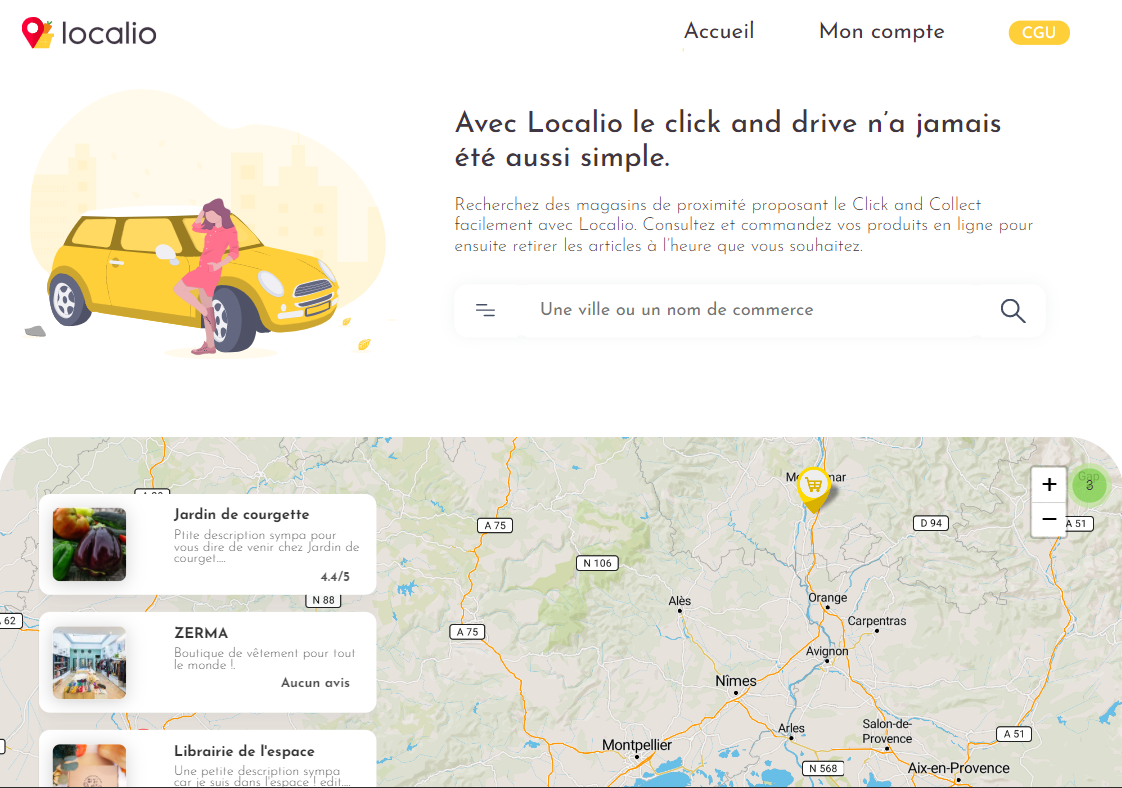 localio
Accueil
Mon compte
CGU
Avec Localio le click and drive n'a jamais
été aussi simple.
Recherchez des magasins de proximité proposant le Click and Collect
facilement avec Localio. Consultez et commandez vos produits en ligne pour
ensuite retirer les articles à l'heure que vous souhaitez.
Une ville ou un nom de commerce
+
3
−
A 51
D 94
A 75
N 106
Jardin de courgette
Ptite description sympa pour
vous dire de venir chez Jardin de
courget....
4.4/5
N 88
62
ZERMA
Boutique de vêtement pour tout
le monde !.
Aucun avis
Alès
Orange
Carpentras
A 75
Avignon
Nîmes
Arles
Salon-de-
Provence
A 51
Montpellier
N 568
Aix-en-Provence
Librairie de l'espace
Une petite description sympa
car je suis dans l'espace ! edit....